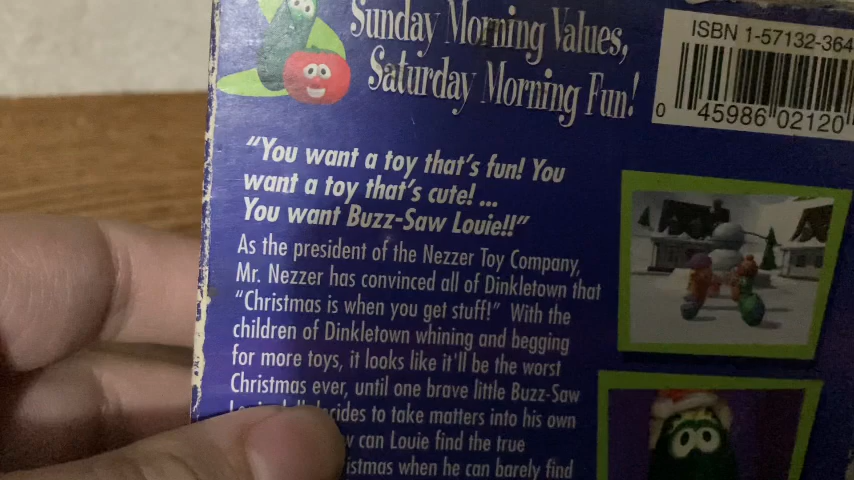 Sunday Morning Values,
Saturday Morning Fun!
ISBN 1-57132-364
0 45986 02120
"You want a toy that's fun! You
want a toy that's cute! ...
You want Buzz-Saw Louie!!"
As the president of the Nezzer Toy Company,
Mr. Nezzer has convinced all of Dinkletown that
"Christmas is when you get stuff!" With the
children of Dinkletown whining and begging
for more toys, it looks like it'll be the worst
Christmas ever, until one brave little Buzz-Saw
to take matters into his own
can Louie find the true
when he can barely find